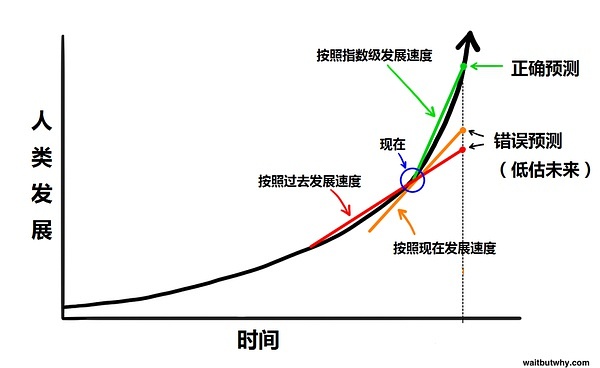 按照指数级发展速度
正确预测
人类发展
现在
错误预测
（低估未来）
按照过去发展速度
按照现在发展速度
时间
waitbutwhy.com